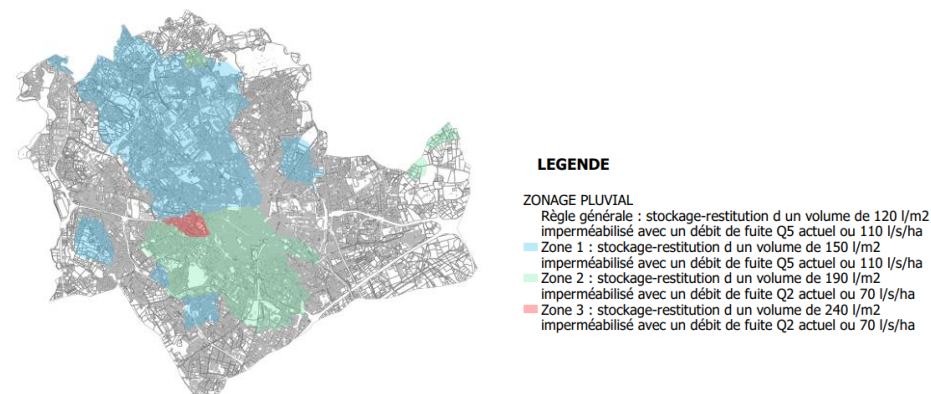 LEGENDE
ZONAGE PLUVIAL
Règle générale : stockage-restitution d un volume de 120 l/m2
imperméabilisé avec un débit de fuite Q5 actuel ou 110 l/s/ha
Zone 1 : stockage-restitution d un volume de 150 l/m2
imperméabilisé avec un débit de fuite Q5 actuel ou 110 l/s/ha
Zone 2 : stockage-restitution d un volume de 190 l/m2
imperméabilisé avec un débit de fuite Q2 actuel ou 70 l/s/ha
Zone 3 : stockage-restitution d un volume de 240 l/m2
imperméabilisé avec un débit de fuite Q2 actuel ou 70 l/s/ha